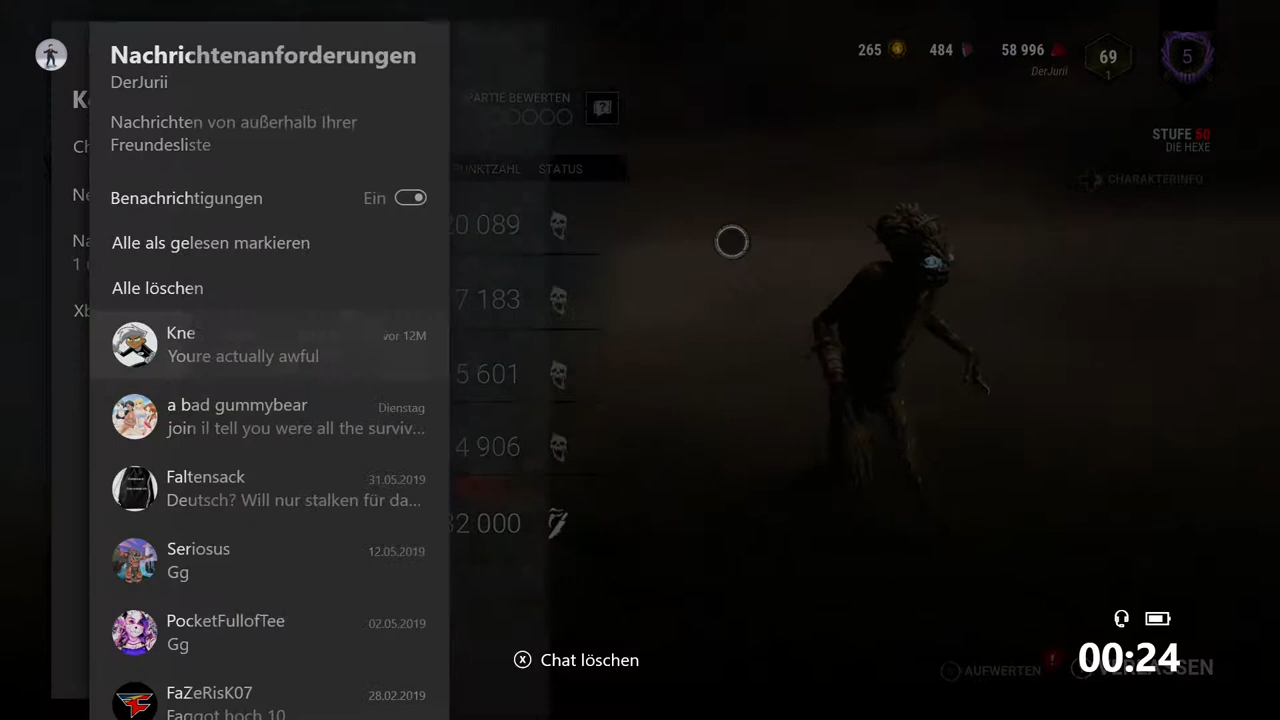 Nachrichtenanforderungen
DerJurii
Nachrichten von außerhalb Ihrer
Freundesliste
Benachrichtigungen Ein
Alle als gelesen markieren
Alle löschen
Kne vor 12M
Youre actually awful
a bad gummybear Dienstag
join il tell you were all the surviv...
Faltensack 31.05.2019
Deutsch? Will nur stalken für da...
Seriosus 12.05.2019
Gg
PocketFullofTee 02.05.2019
Gg
FaZeRisK07 28.02.2019
Faggot hoch 10
PARTIE BEWERTEN
STATUS
20 089
7 183
5 601
4 906
32 000
265 484 58 996 69 5
DerJurii 1
STUFE 50
DIE HEXE
CHARAKTERINFO
Chat löschen
00:24
AUFWERTEN